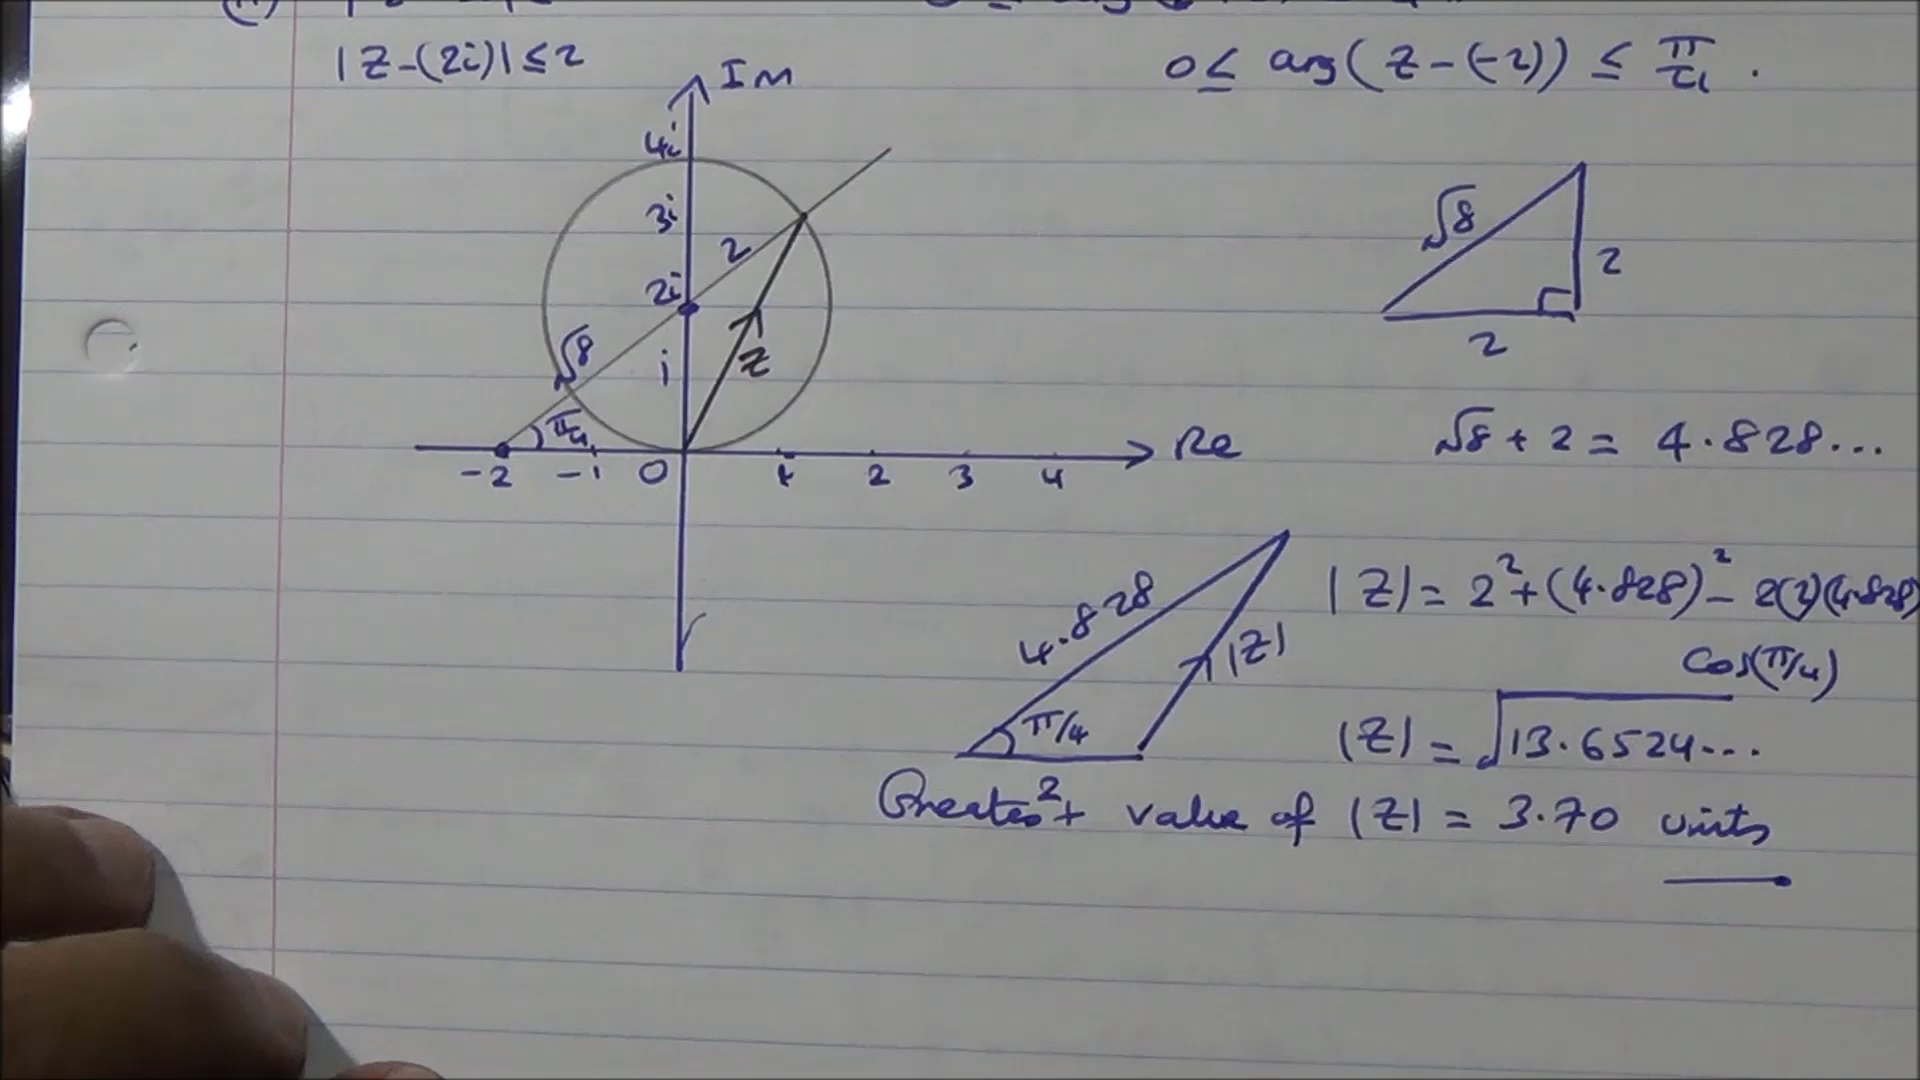 |Z-(2i)|≤2
0≤ arg(Z-(-2)) ≤ π/4.
Im
4i
3i
2
2i
√8
i
Z
π/4
Re
-2 -1 0 1 2 3 4
√8
2
2
√8 + 2 = 4.828...
4.828
|Z|
π/4
2
|Z| = 2² + (4.828)² - 2(2)(4.828)
cos(π/4)
|Z| = √13.6524...
Greatest value of |Z| = 3.70 units